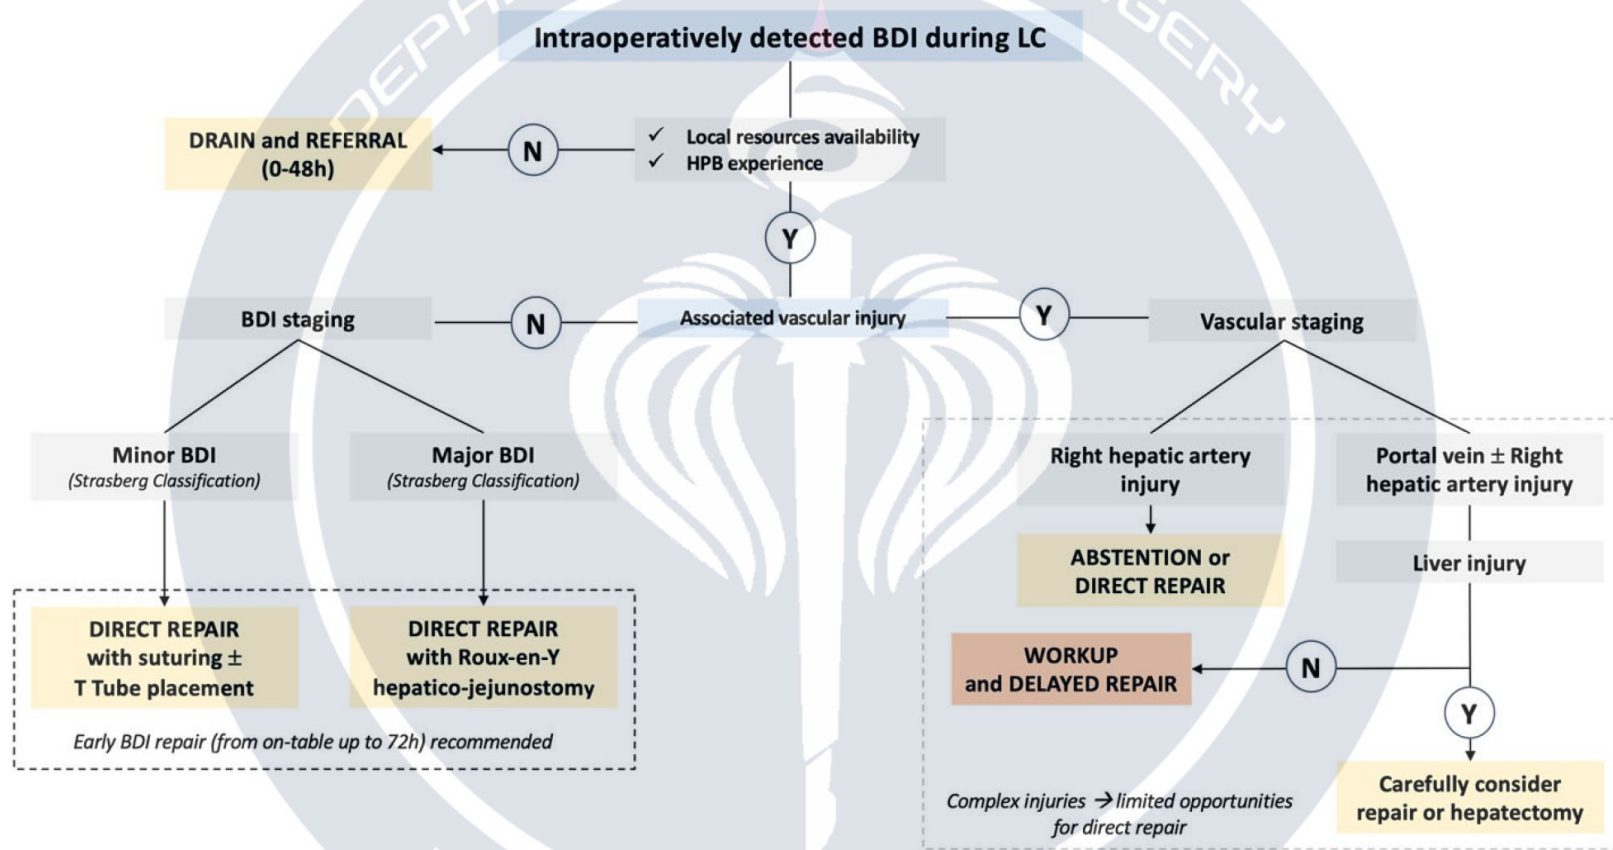 Intraoperatively detected BDI during LC
✓ Local resources availability
✓ HPB experience
N
DRAIN and REFERRAL
(0-48h)
Y
Associated vascular injury
N
BDI staging
Y
Vascular staging
Minor BDI
(Strasberg Classification)
Major BDI
(Strasberg Classification)
DIRECT REPAIR
with suturing ±
T Tube placement
DIRECT REPAIR
with Roux-en-Y
hepatico-jejunostomy
Early BDI repair (from on-table up to 72h) recommended
Right hepatic artery
injury
ABSTENTION or
DIRECT REPAIR
Portal vein ± Right
hepatic artery injury
Liver injury
N
WORKUP
and DELAYED REPAIR
Y
Carefully consider
repair or hepatectomy
Complex injuries → limited opportunities
for direct repair